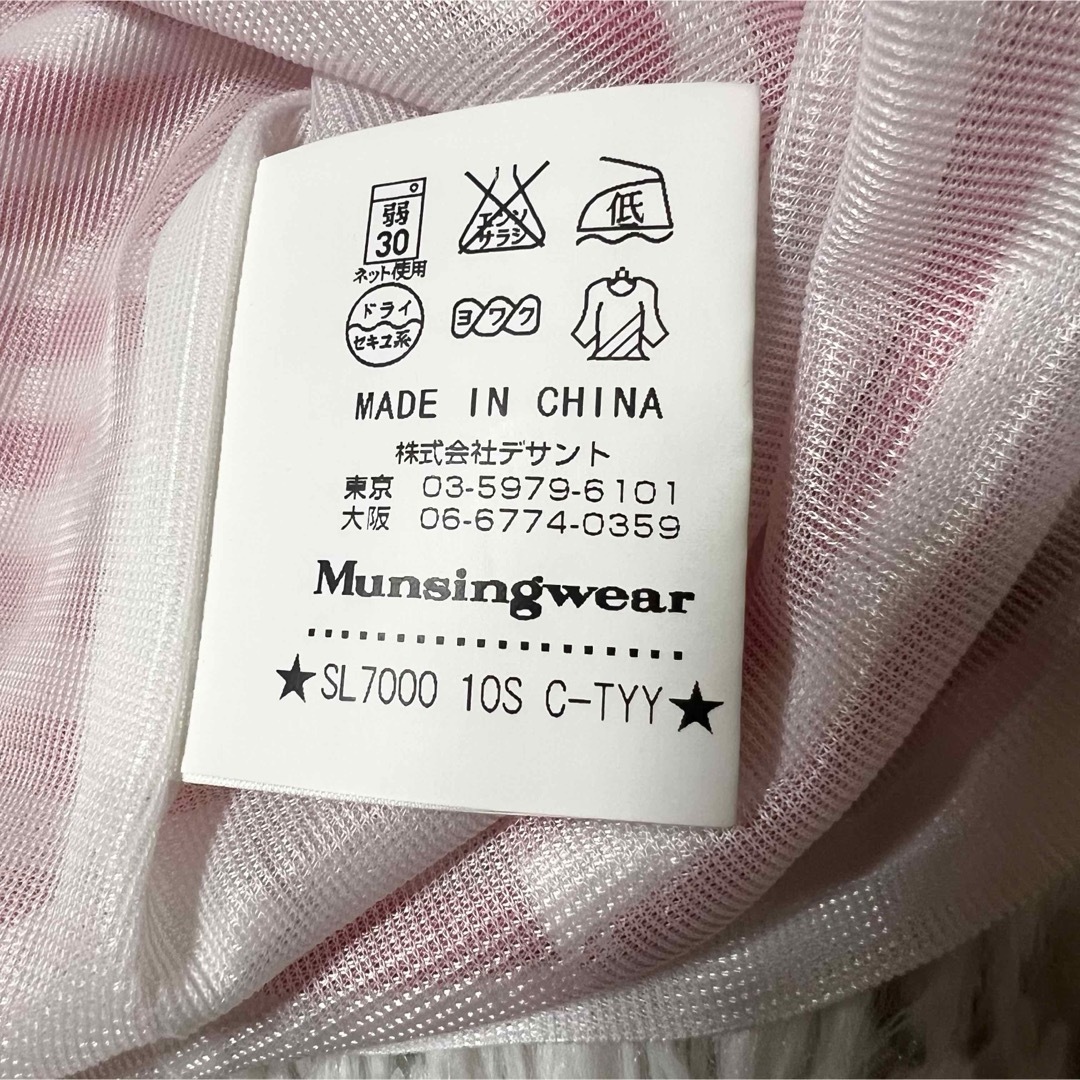 弱
30
ネット使用
エンソ
サラシ
低
ドライ
セキユ系
ヨワク
MADE IN CHINA
株式会社デサント
東京 03-5979-6101
大阪 06-6774-0359
Munsingwear
★SL7000 10S C-TYY★